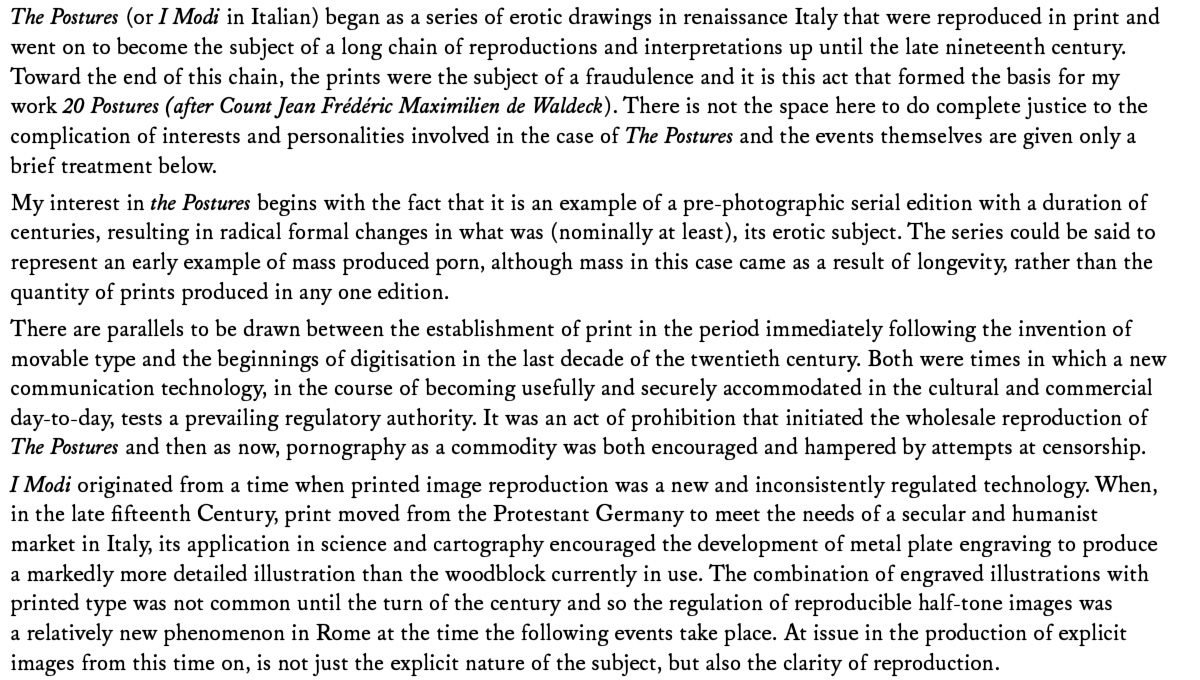 The Postures (or I Modi in Italian) began as a series of erotic drawings in renaissance Italy that were reproduced in print and
went on to become the subject of a long chain of reproductions and interpretations up until the late nineteenth century.
Toward the end of this chain, the prints were the subject of a fraudulence and it is this act that formed the basis for my
work 20 Postures (after Count Jean Frédéric Maximilien de Waldeck). There is not the space here to do complete justice to the
complication of interests and personalities involved in the case of The Postures and the events themselves are given only a
brief treatment below.
My interest in the Postures begins with the fact that it is an example of a pre-photographic serial edition with a duration of
centuries, resulting in radical formal changes in what was (nominally at least), its erotic subject. The series could be said to
represent an early example of mass produced porn, although mass in this case came as a result of longevity, rather than the
quantity of prints produced in any one edition.
There are parallels to be drawn between the establishment of print in the period immediately following the invention of
movable type and the beginnings of digitisation in the last decade of the twentieth century. Both were times in which a new
communication technology, in the course of becoming usefully and securely accommodated in the cultural and commercial
day-to-day, tests a prevailing regulatory authority. It was an act of prohibition that initiated the wholesale reproduction of
The Postures and then as now, pornography as a commodity was both encouraged and hampered by attempts at censorship.
I Modi originated from a time when printed image reproduction was a new and inconsistently regulated technology. When,
in the late fifteenth Century, print moved from the Protestant Germany to meet the needs of a secular and humanist
market in Italy, its application in science and cartography encouraged the development of metal plate engraving to produce
a markedly more detailed illustration than the woodblock currently in use. The combination of engraved illustrations with
printed type was not common until the turn of the century and so the regulation of reproducible half-tone images was
a relatively new phenomenon in Rome at the time the following events take place. At issue in the production of explicit
images from this time on, is not just the explicit nature of the subject, but also the clarity of reproduction.